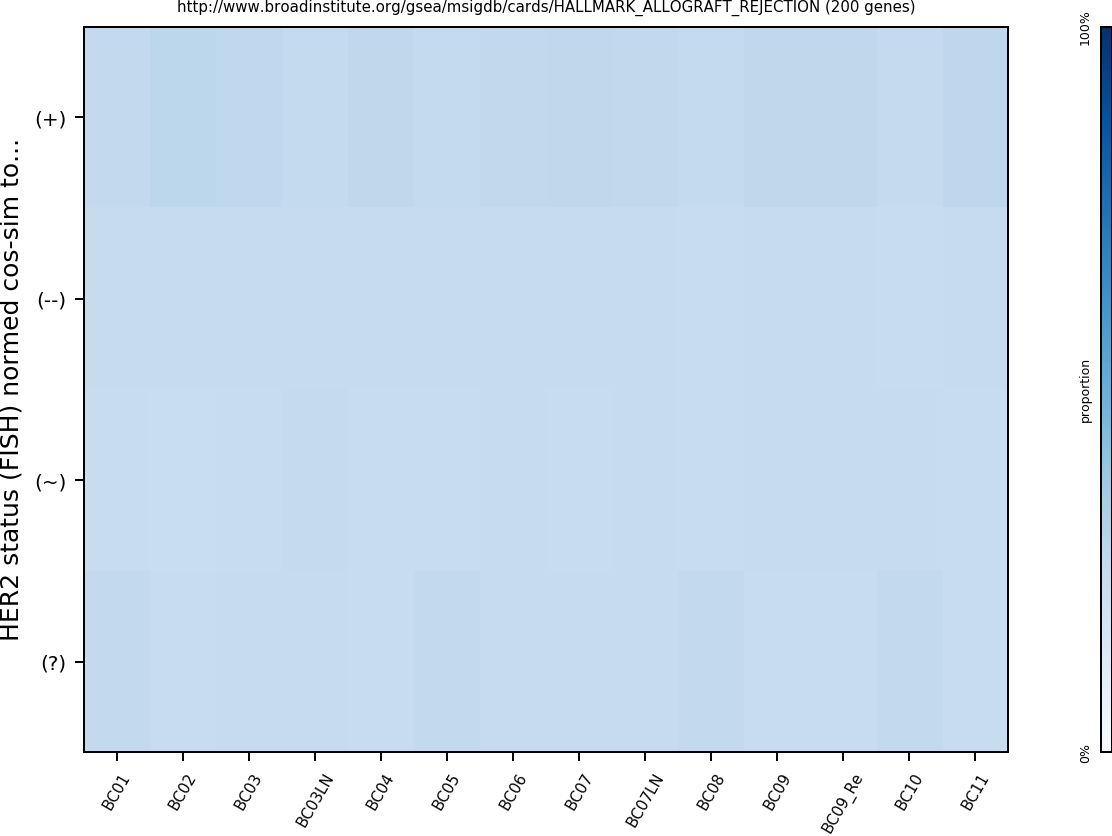 http://www.broadinstitute.org/gsea/msigdb/cards/HALLMARK_ALLOGRAFT_REJECTION (200 genes)
HER2 status (FISH) normed cos-sim to...
(+)
(--)
(~)
(?)
BC01
BC02
BC03
BC03LN
BC04
BC05
BC06
BC07
BC07LN
BC08
BC09
BC09_Re
BC10
BC11
100%
proportion
0%